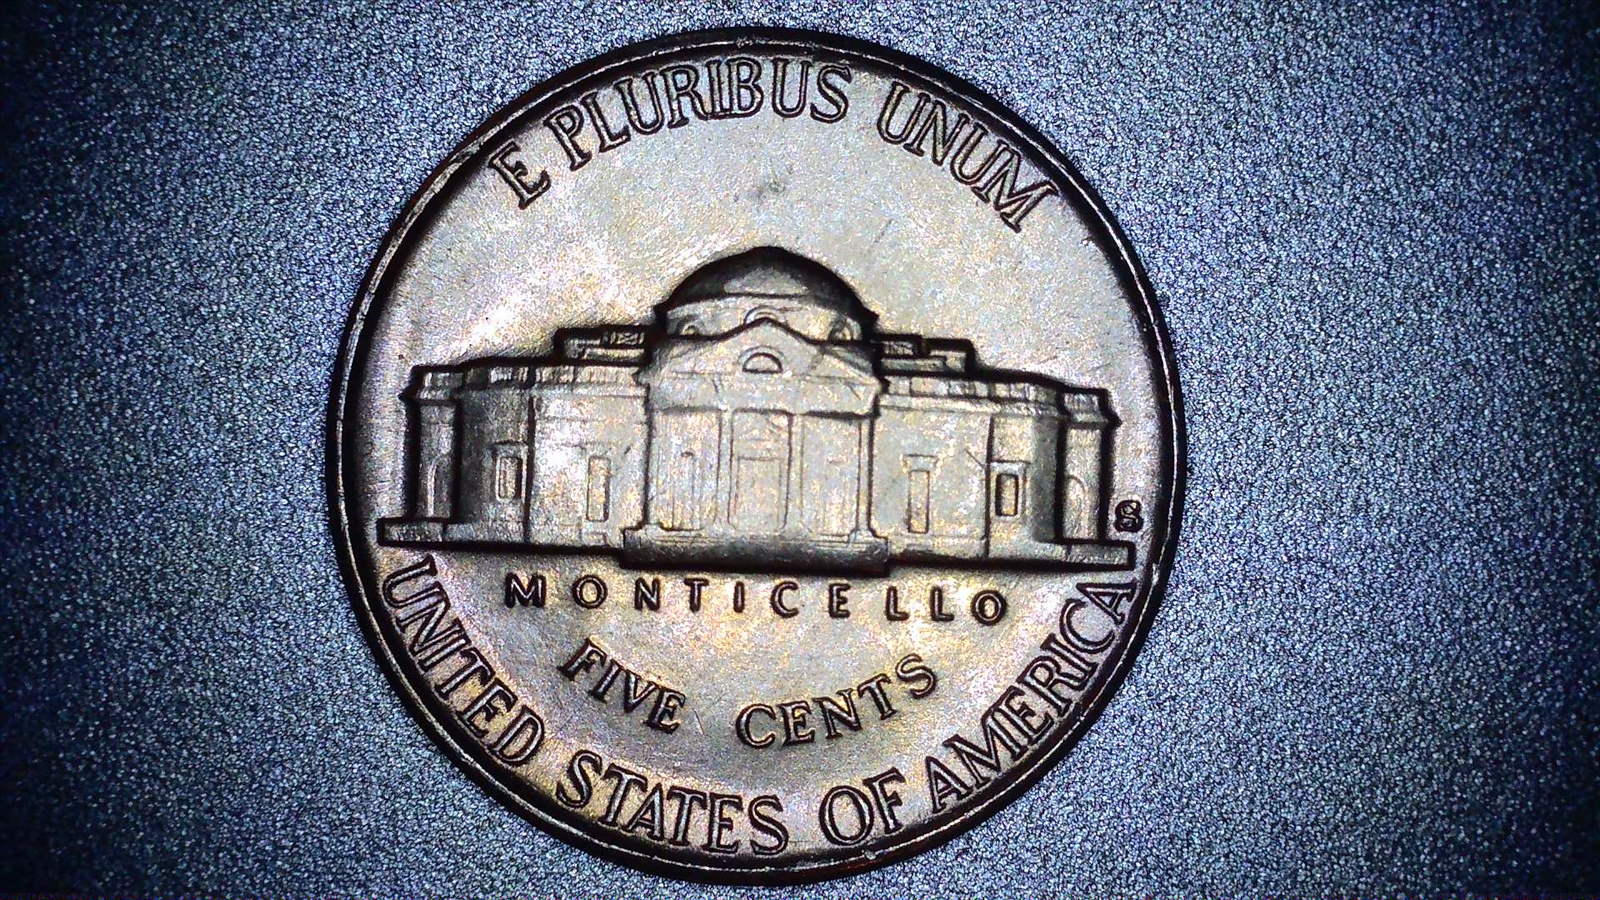 E PLURIBUS UNUM
S
MONTICELLO
FIVE CENTS
UNITED STATES OF AMERICA